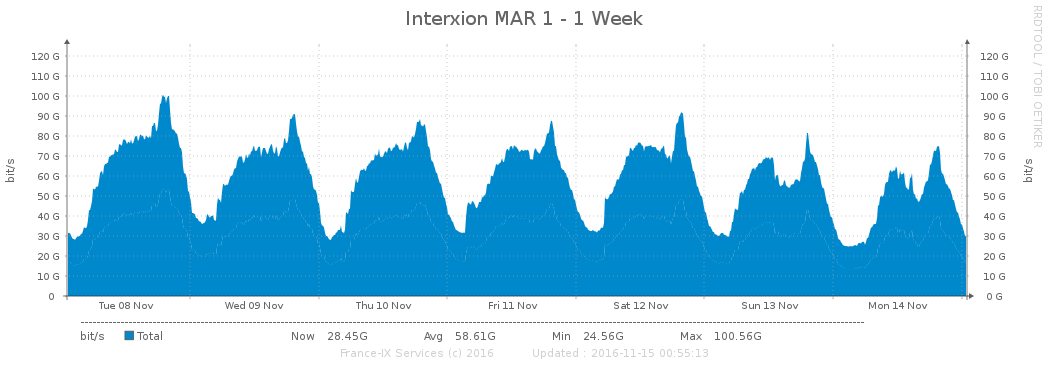 Interxion MAR 1 - 1 Week
RRDTOOL / TOBI OETIKER
bit/s
120 G 120 G
110 G 110 G
100 G 100 G
90 G 90 G
80 G 80 G
70 G 70 G
60 G 60 G
50 G 50 G
40 G 40 G
30 G 30 G
20 G 20 G
10 G 10 G
0 0 G
bit/s
Tue 08 Nov Wed 09 Nov Thu 10 Nov Fri 11 Nov Sat 12 Nov Sun 13 Nov Mon 14 Nov
bit/s Total Now 28.45G Avg 58.61G Min 24.56G Max 100.56G
France-IX Services (c) 2016 Updated : 2016-11-15 00:55:13